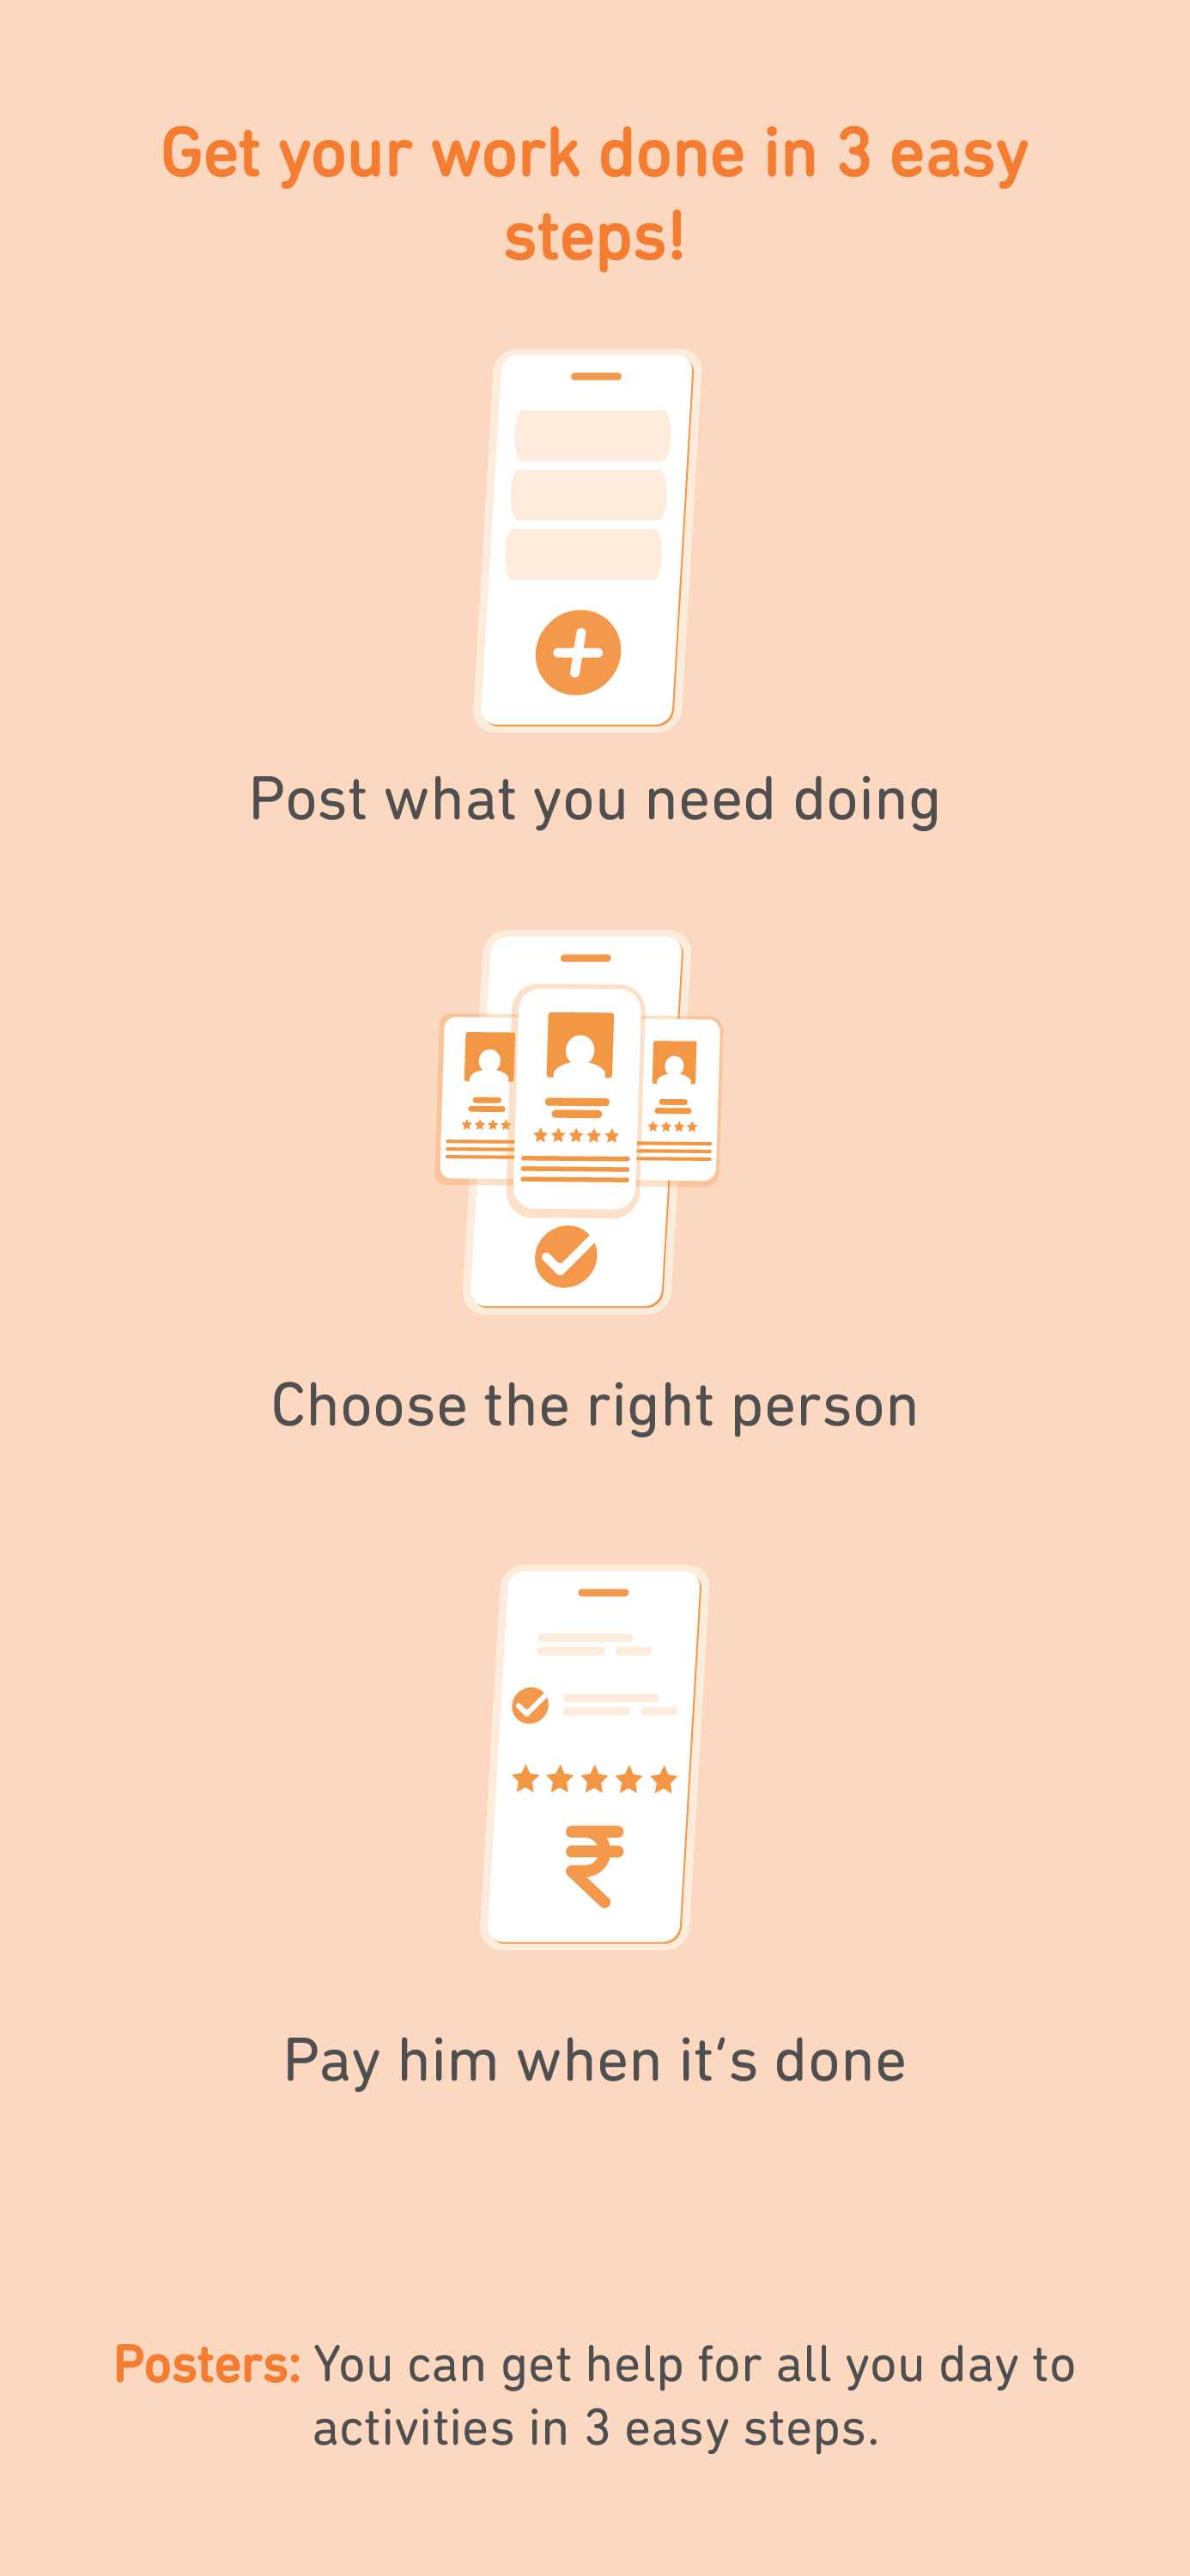 Get your work done in 3 easy
steps!
Post what you need doing
Choose the right person
₹
Pay him when it's done
Posters: You can get help for all you day to
activities in 3 easy steps.